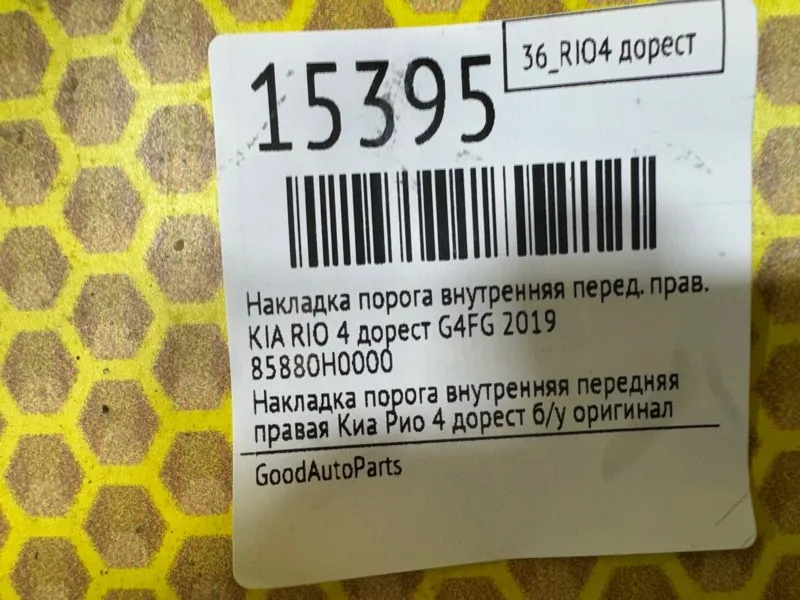 36_RIO4 дорест
15395
Накладка порога внутренняя перед. прав.
KIA RIO 4 дорест G4FG 2019
85880H0000
Накладка порога внутренняя передняя
правая Киа Рио 4 дорест б/у оригинал
GoodAutoParts